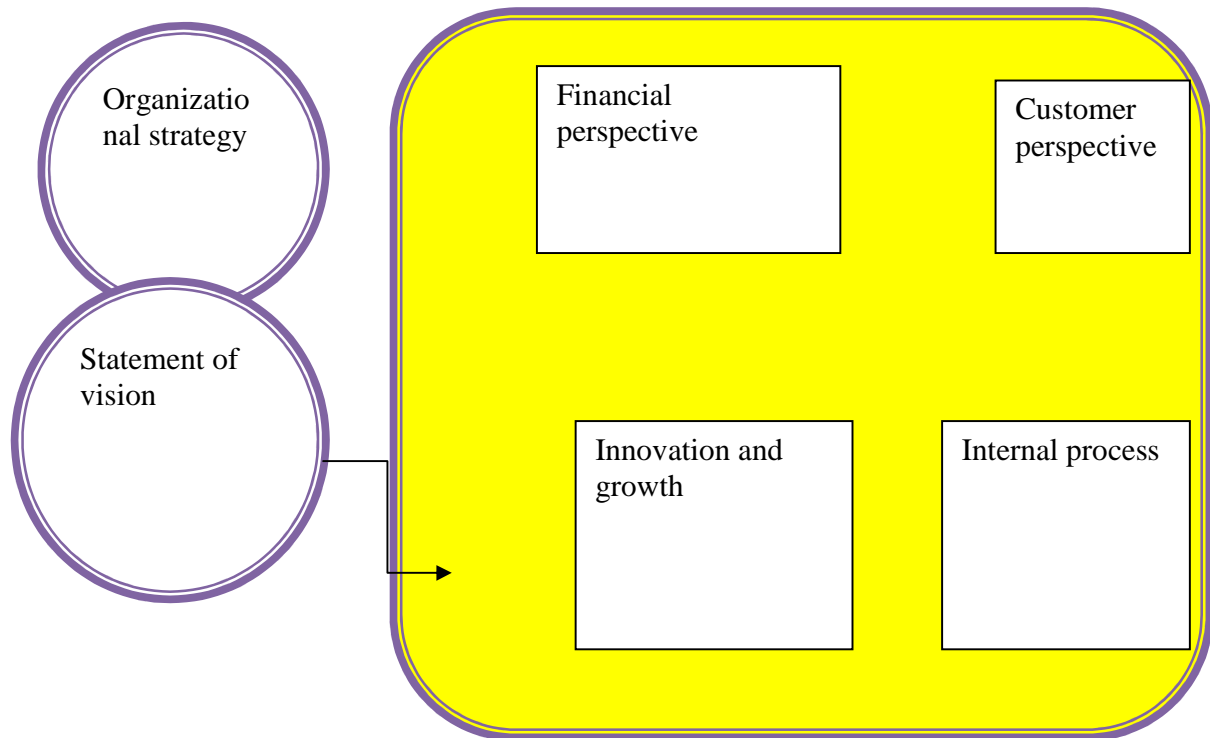 Organizatio
nal strategy
Financial
perspective
Customer
perspective
Statement of
vision
Innovation and
growth
Internal process